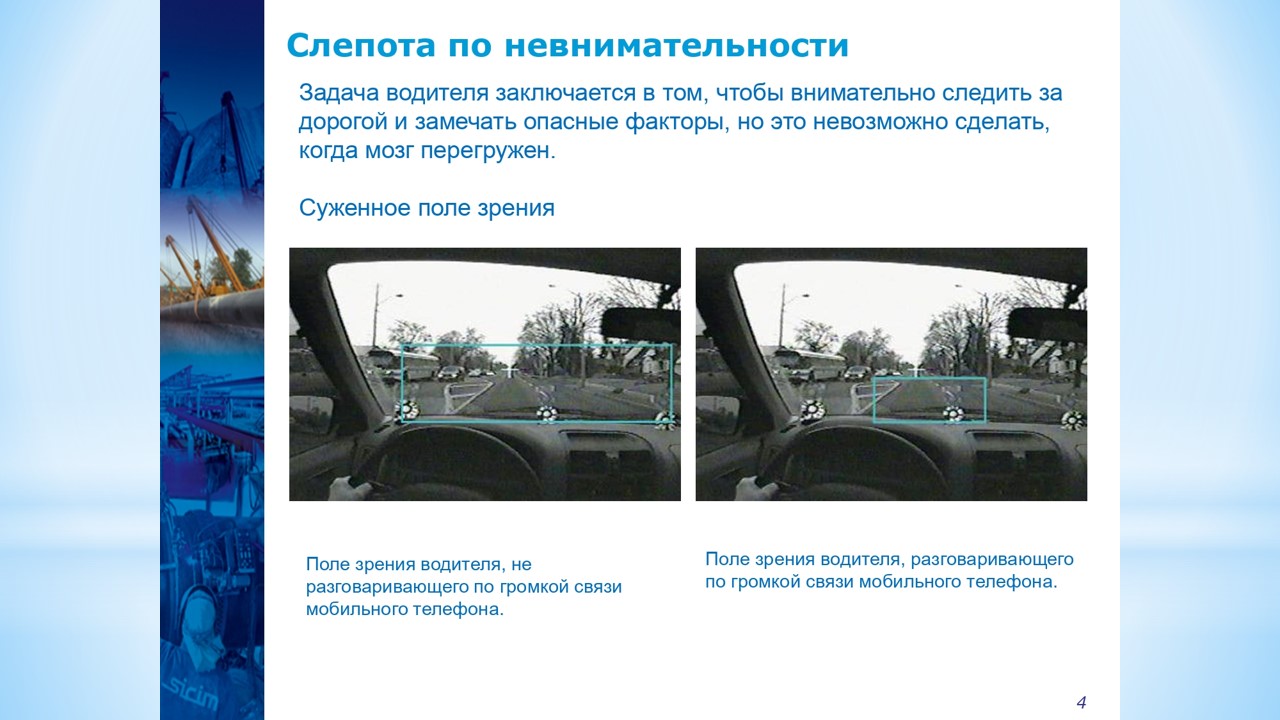 Слепота по невнимательности
Задача водителя заключается в том, чтобы внимательно следить за
дорогой и замечать опасные факторы, но это невозможно сделать,
когда мозг перегружен.
Суженное поле зрения
Поле зрения водителя, не
разговаривающего по громкой связи
мобильного телефона.
Поле зрения водителя, разговаривающего
по громкой связи мобильного телефона.
sicim
4